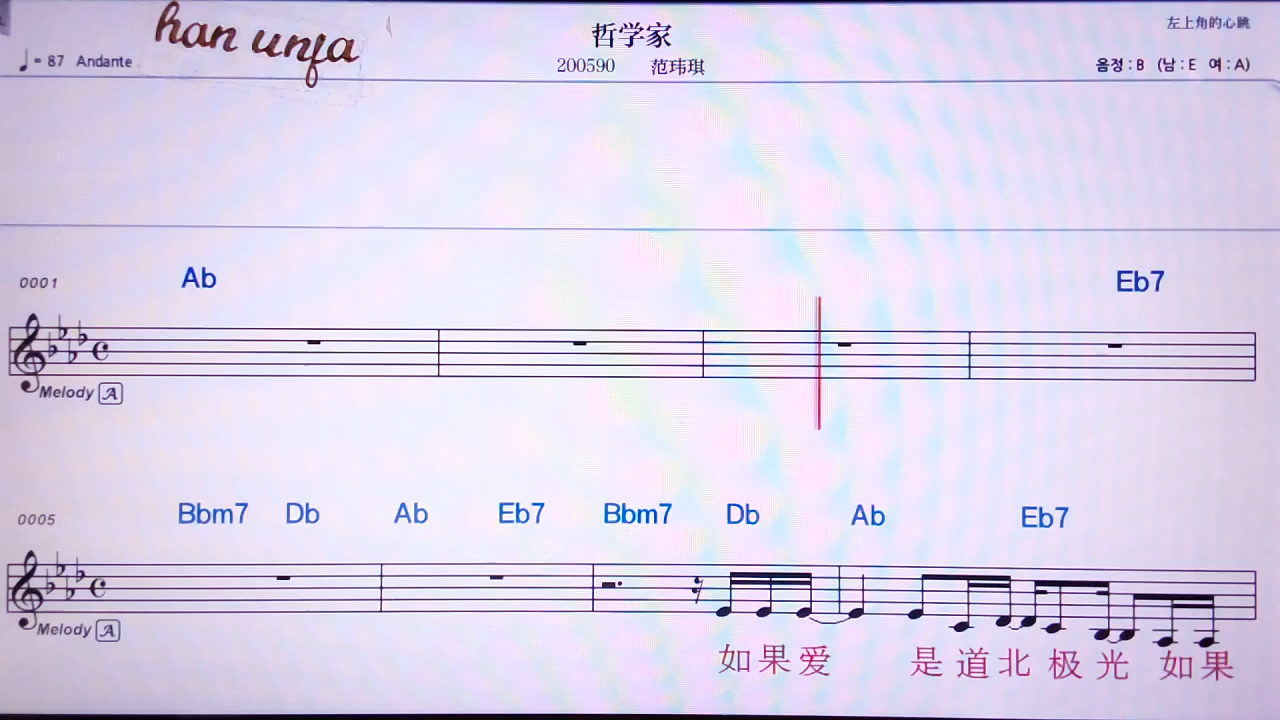 han unfa
哲学家
左上角的心跳
♩= 87 Andante
200590 范玮琪
음정 : B (남 : E 여 : A)
0001 Ab Eb7
Melody A
0005 Bbm7 Db Ab Eb7 Bbm7 Db Ab Eb7
Melody A
如果爱 是道北极光 如果